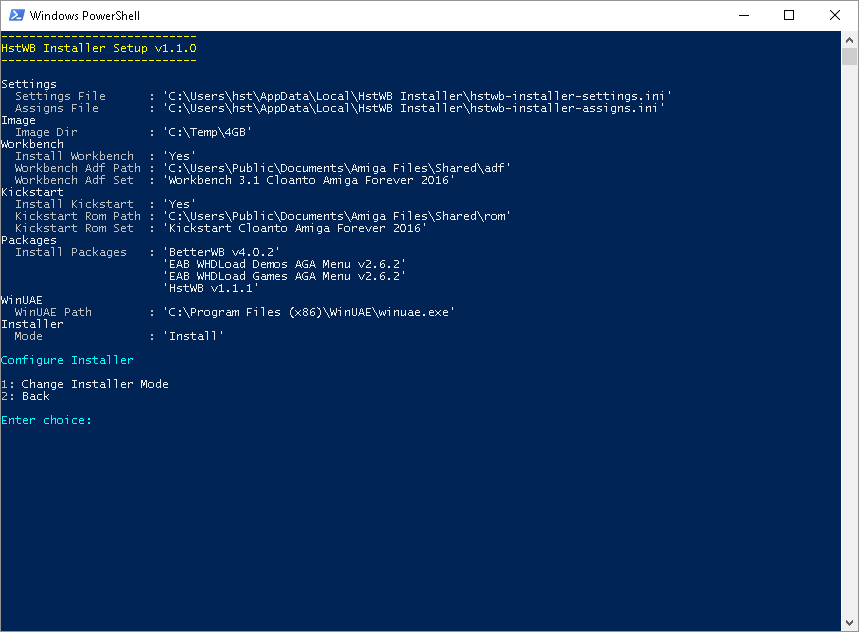 Windows PowerShell
---------------------------
HstWB Installer Setup v1.1.0
---------------------------
Settings
Settings File : 'C:\Users\hst\AppData\Local\HstWB Installer\hstwb-installer-settings.ini'
Assigns File : 'C:\Users\hst\AppData\Local\HstWB Installer\hstwb-installer-assigns.ini'
Image
Image Dir : 'C:\Temp\4GB'
Workbench
Install Workbench : 'Yes'
Workbench Adf Path : 'C:\Users\Public\Documents\Amiga Files\Shared\adf'
Workbench Adf Set : 'Workbench 3.1 Cloanto Amiga Forever 2016'
Kickstart
Install Kickstart : 'Yes'
Kickstart Rom Path : 'C:\Users\Public\Documents\Amiga Files\Shared\rom'
Kickstart Rom Set : 'Kickstart Cloanto Amiga Forever 2016'
Packages
Install Packages : 'BetterWB v4.0.2'
'EAB WHDLoad Demos AGA Menu v2.6.2'
'EAB WHDLoad Games AGA Menu v2.6.2'
'HstWB v1.1.1'
WinUAE
WinUAE Path : 'C:\Program Files (x86)\WinUAE\winuae.exe'
Installer
Mode : 'Install'
Configure Installer
1: Change Installer Mode
2: Back
Enter choice: